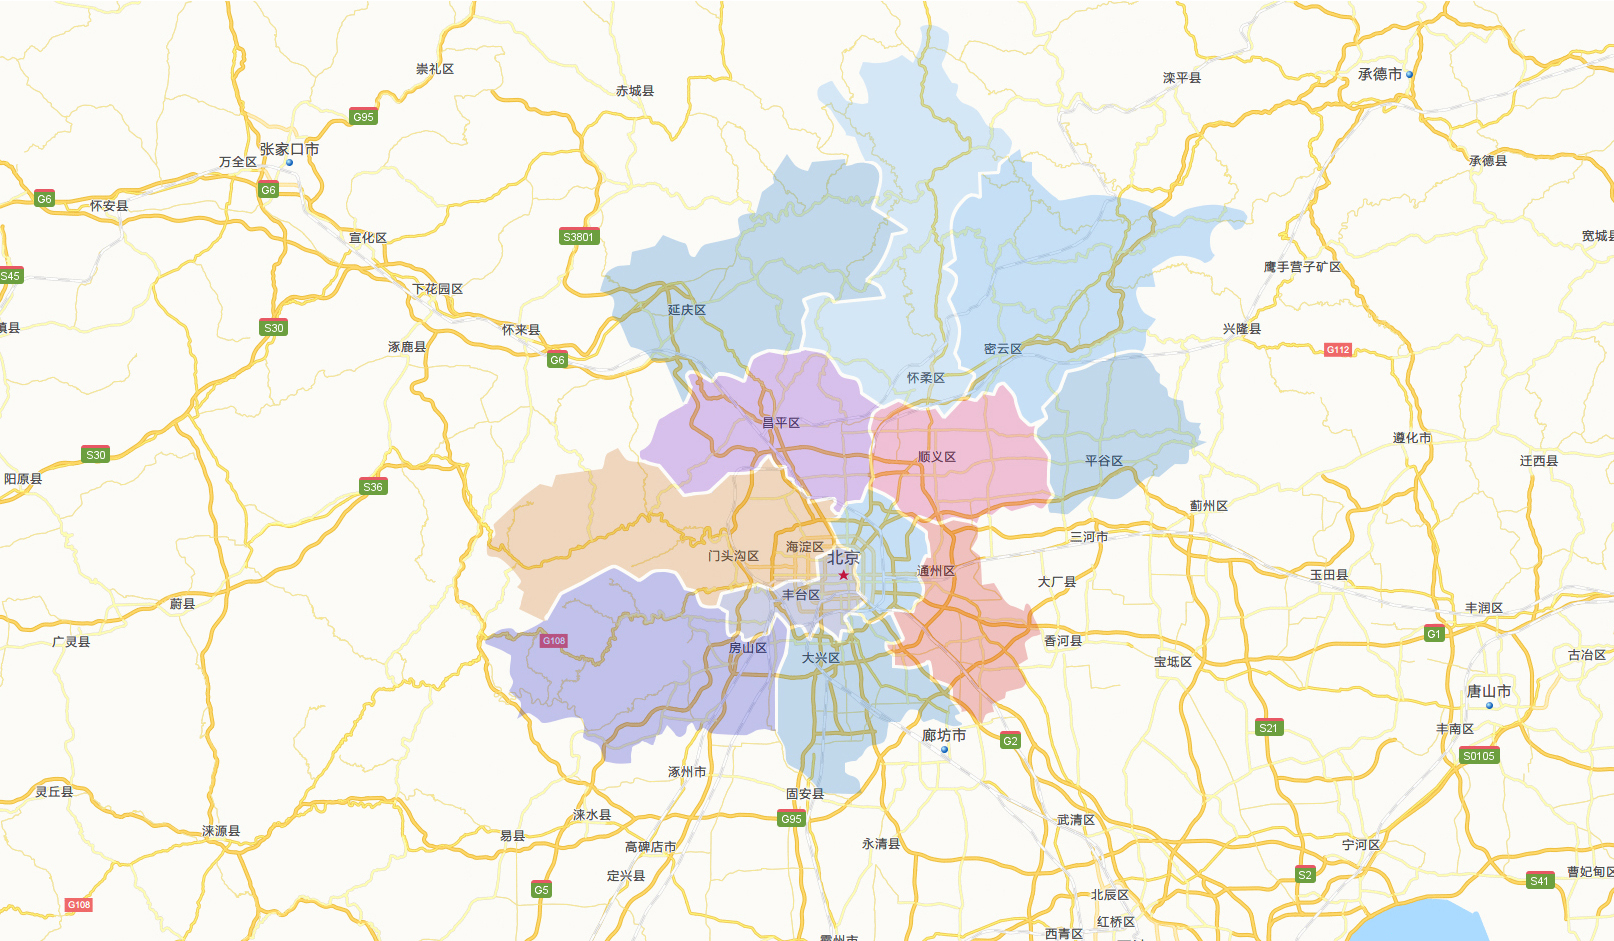 崇礼区
承德市
滦平县
赤城县
G95
张家口市
万全区
承德县
G6
G6
怀安县
S3801
宣化区
宽城县
鹰手营子矿区
S45
下花园区
延庆区
S30
怀来县
兴隆县
涿鹿县
密云区
G112
G6
怀柔区
昌平区
遵化市
S30
顺义区
平谷区
迁西县
阳原县
S36
蓟州区
三河市
海淀区
门头沟区
北京
通州区
玉田县
大厂县
丰台区
蔚县
丰润区
G1
广灵县
G108
香河县
房山区
大兴区
宝坻区
古冶区
唐山市
S21
丰南区
廊坊市
G2
S0105
涿州市
灵丘县
固安县
涞水县
G95
武清区
涞源县
易县
永清县
高碑店市
宁河区
定兴县
S2
曹妃甸区
S41
G5
北辰区
G108
红桥区
西青区
霸州市